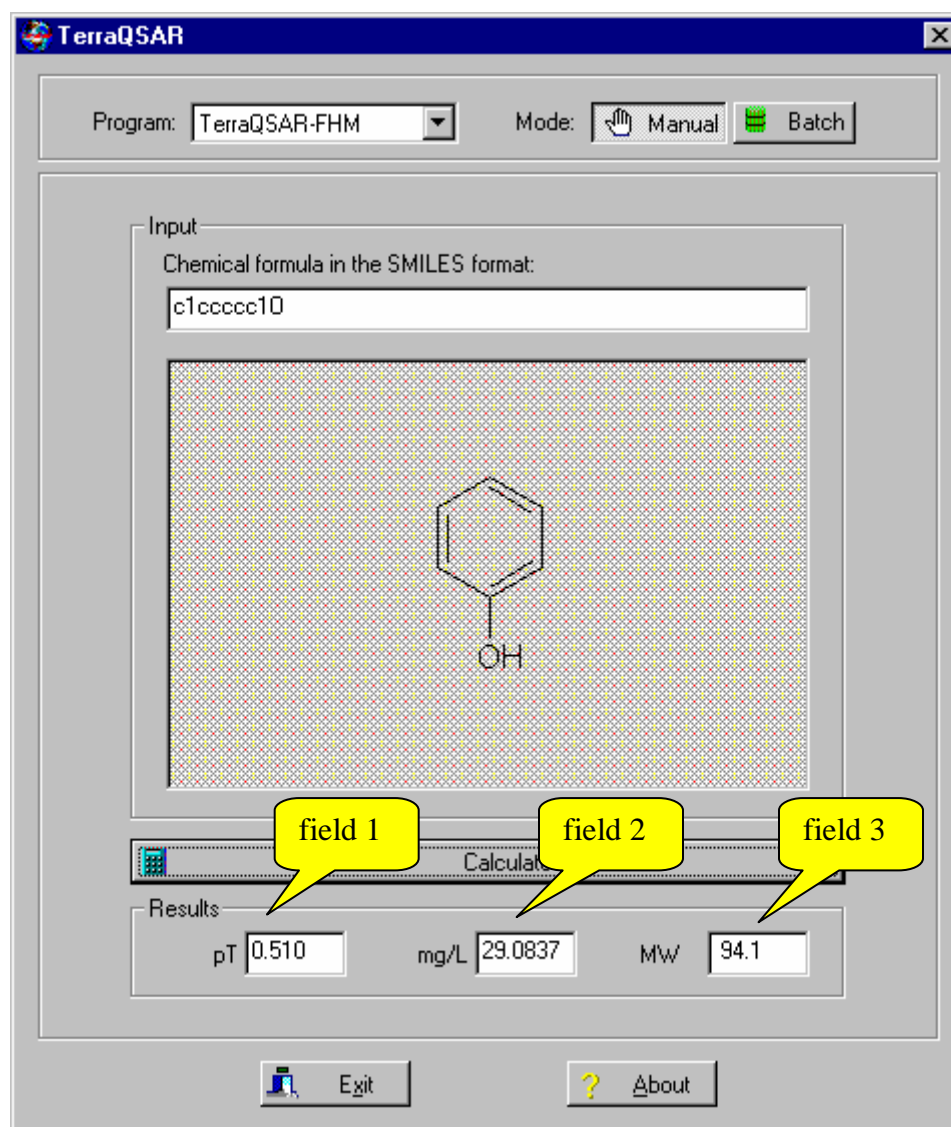 TerraQSAR
Program: TerraQSAR-FHM Mode: Manual Batch
Input
Chemical formula in the SMILES format:
c1ccccc1O
OH
field 1 field 2 field 3
Calculate
Results
pT 0.510 mg/L 29.0837 MW 94.1
Exit About